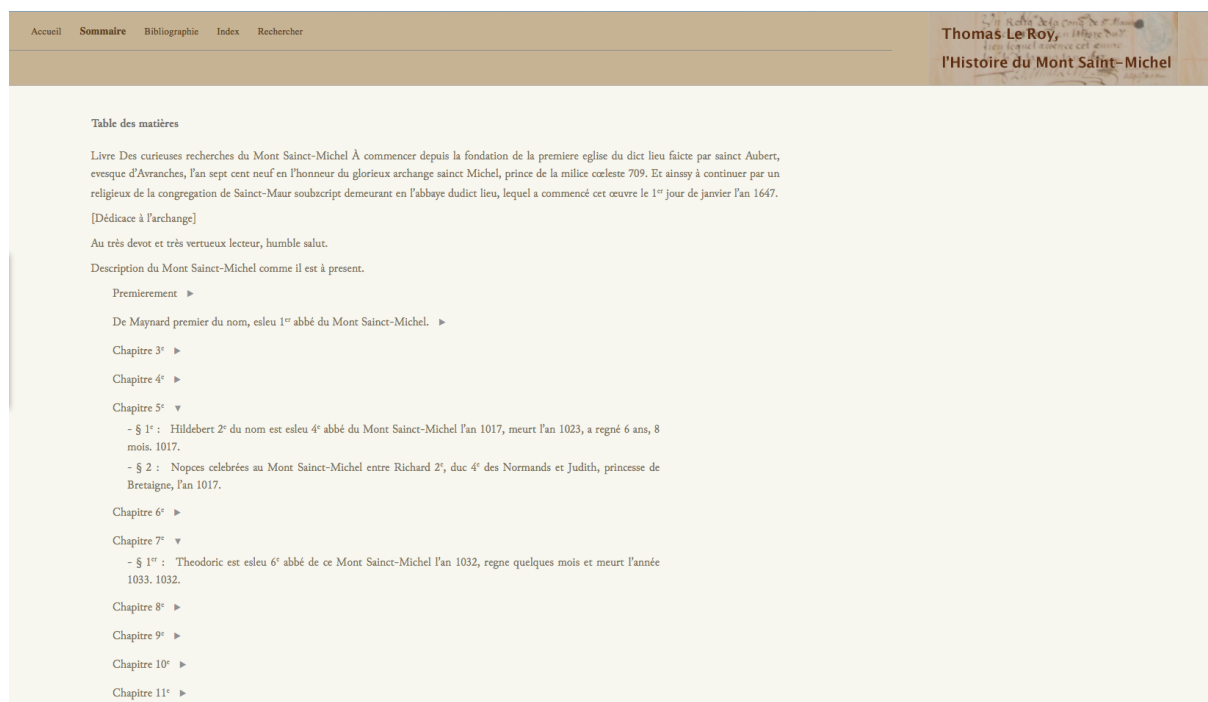 Accueil Sommaire Bibliographie Index Rechercher
Thomas Le Roy,
l'Histoire du Mont Saint-Michel
Table des matières
Livre Des curieuses recherches du Mont Sainct-Michel À commencer depuis la fondation de la premiere eglise du dict lieu faicte par sainct Aubert,
evesque d'Avranches, l'an sept cent neuf en l'honneur du glorieux archange sainct Michel, prince de la milice cœleste 709. Et ainssy à continuer par un
religieux de la congregation de Sainct-Maur soubzcript demeurant en l'abbaye dudict lieu, lequel a commencé cet œuvre le 1er jour de janvier l'an 1647.
[Dédicace à l'archange]
Au très devot et très vertueux lecteur, humble salut.
Description du Mont Sainct-Michel comme il est à present.
Premierement ►
De Maynard premier du nom, esleu 1er abbé du Mont Sainct-Michel. ►
Chapitre 3e ►
Chapitre 4e ►
Chapitre 5e ▼
- § 1e : Hildebert 2e du nom est esleu 4e abbé du Mont Sainct-Michel l'an 1017, meurt l'an 1023, a regné 6 ans, 8
mois. 1017.
- § 2 : Nopces celebrées au Mont Sainct-Michel entre Richard 2e, duc 4e des Normands et Judith, princesse de
Bretaigne, l'an 1017.
Chapitre 6e ►
Chapitre 7e ▼
- § 1er : Theodoric est esleu 6e abbé de ce Mont Sainct-Michel l'an 1032, regne quelques mois et meurt l'année
1033. 1032.
Chapitre 8e ►
Chapitre 9e ►
Chapitre 10e ►
Chapitre 11e ►